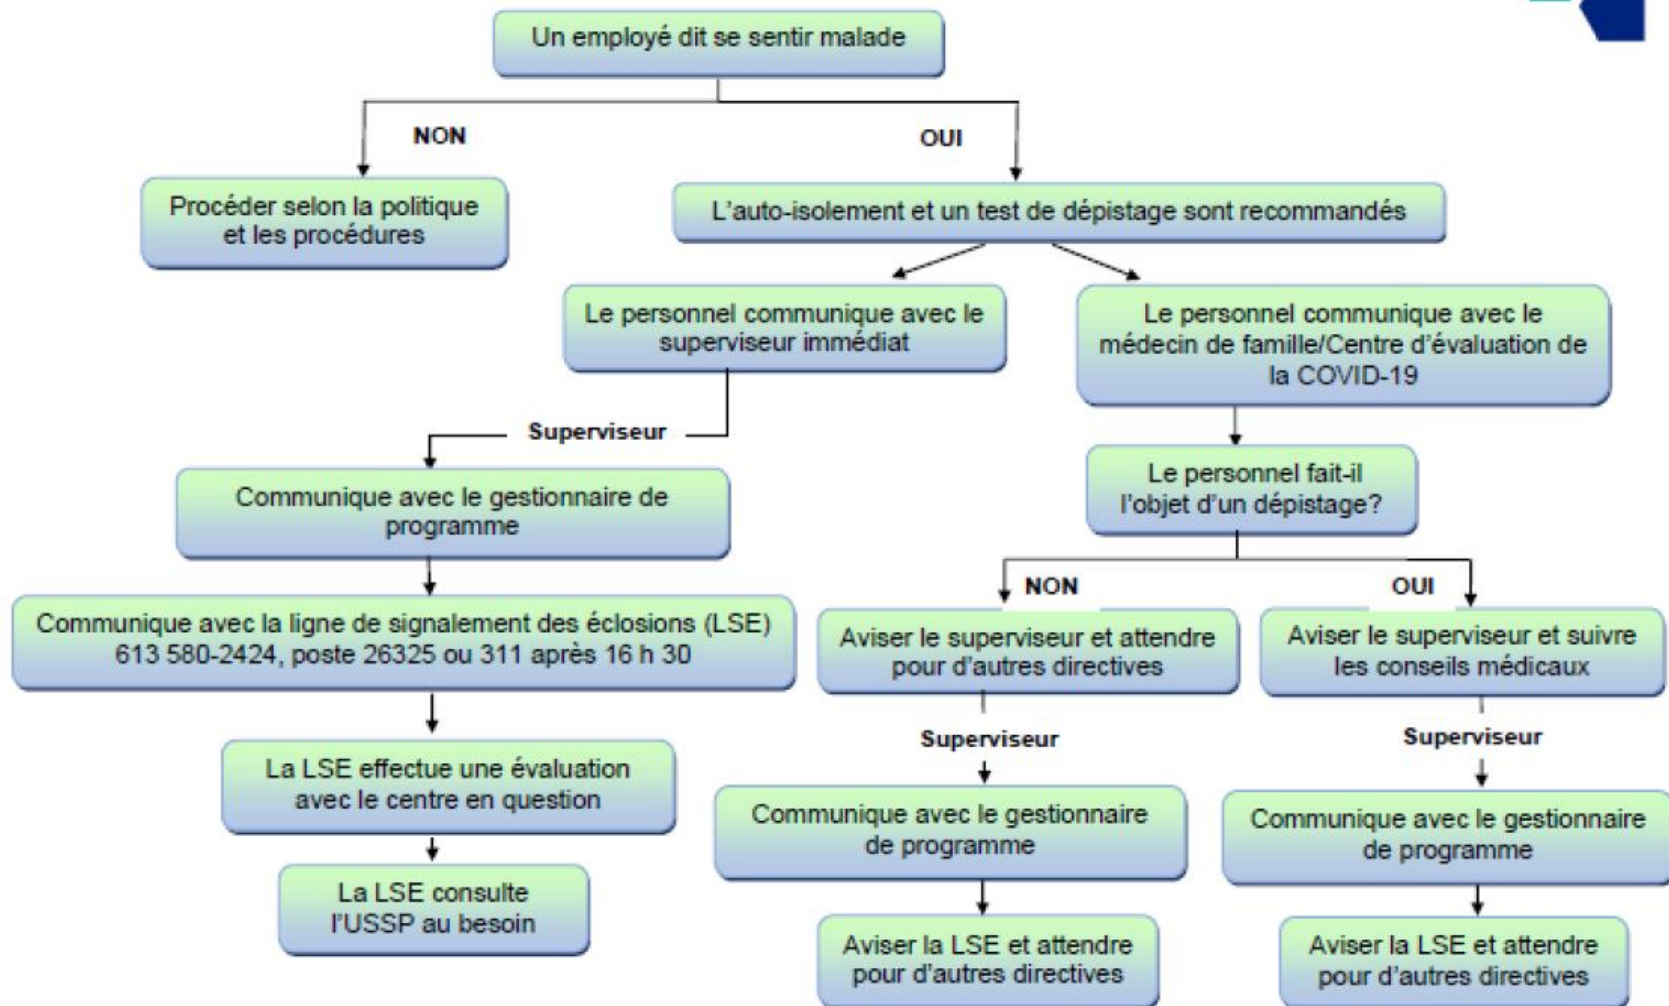 Un employé dit se sentir malade
NON
OUI
Procéder selon la politique
et les procédures
L'auto-isolement et un test de dépistage sont recommandés
Le personnel communique avec le
superviseur immédiat
Le personnel communique avec le
médecin de famille/Centre d'évaluation de
la COVID-19
Superviseur
Communique avec le gestionnaire de
programme
Le personnel fait-il
l'objet d'un dépistage?
NON
OUI
Communique avec la ligne de signalement des éclosions (LSE)
613 580-2424, poste 26325 ou 311 après 16 h 30
Aviser le superviseur et attendre
pour d'autres directives
Aviser le superviseur et suivre
les conseils médicaux
Superviseur
Superviseur
La LSE effectue une évaluation
avec le centre en question
Communique avec le gestionnaire
de programme
Communique avec le gestionnaire
de programme
La LSE consulte
l'USSP au besoin
Aviser la LSE et attendre
pour d'autres directives
Aviser la LSE et attendre
pour d'autres directives